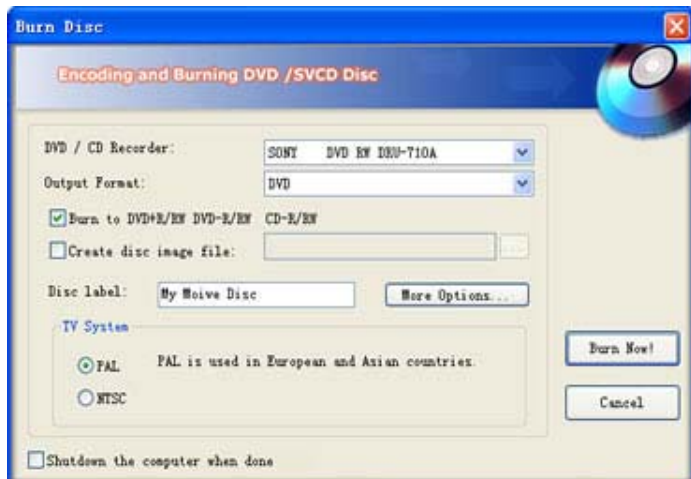 Burn Disc
Encoding and Burning DVD /SVCD Disc
DVD / CD Recorder:
SONY DVD RW DRU-710A
Output Format:
DVD
Burn to DVD+R/RW DVD-R/RW CD-R/RW
Create disc image file:
...
Disc label:
My Moive Disc
More Options...
TV System
PAL
PAL is used in European and Asian countries.
NTSC
Burn Now!
Cancel
Shutdown the computer when done